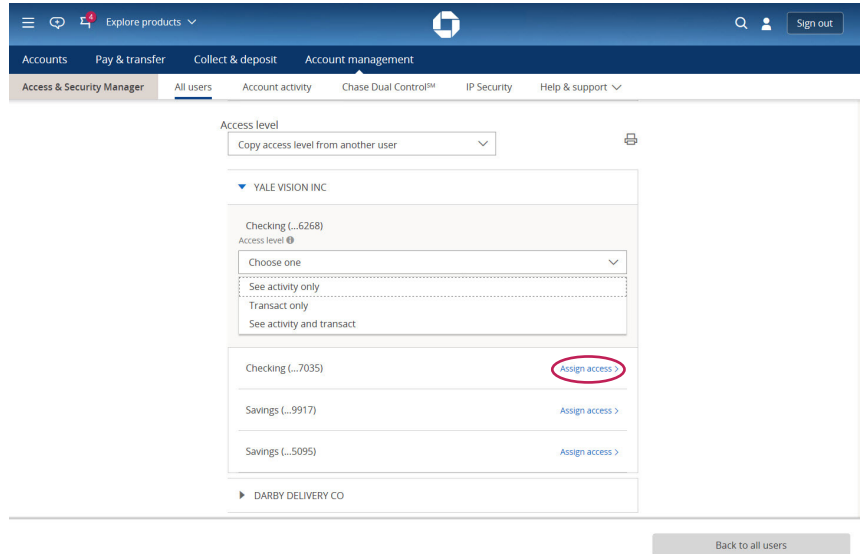 4 Explore products
Sign out
Accounts Pay & transfer Collect & deposit Account management
Access & Security Manager All users Account activity Chase Dual Control℠ IP Security Help & support
Access level
Copy access level from another user
YALE VISION INC
Checking (...6268)
Access level
Choose one
See activity only
Transact only
See activity and transact
Checking (...7035) Assign access >
Savings (...9917) Assign access >
Savings (...5095) Assign access >
DARBY DELIVERY CO
Back to all users